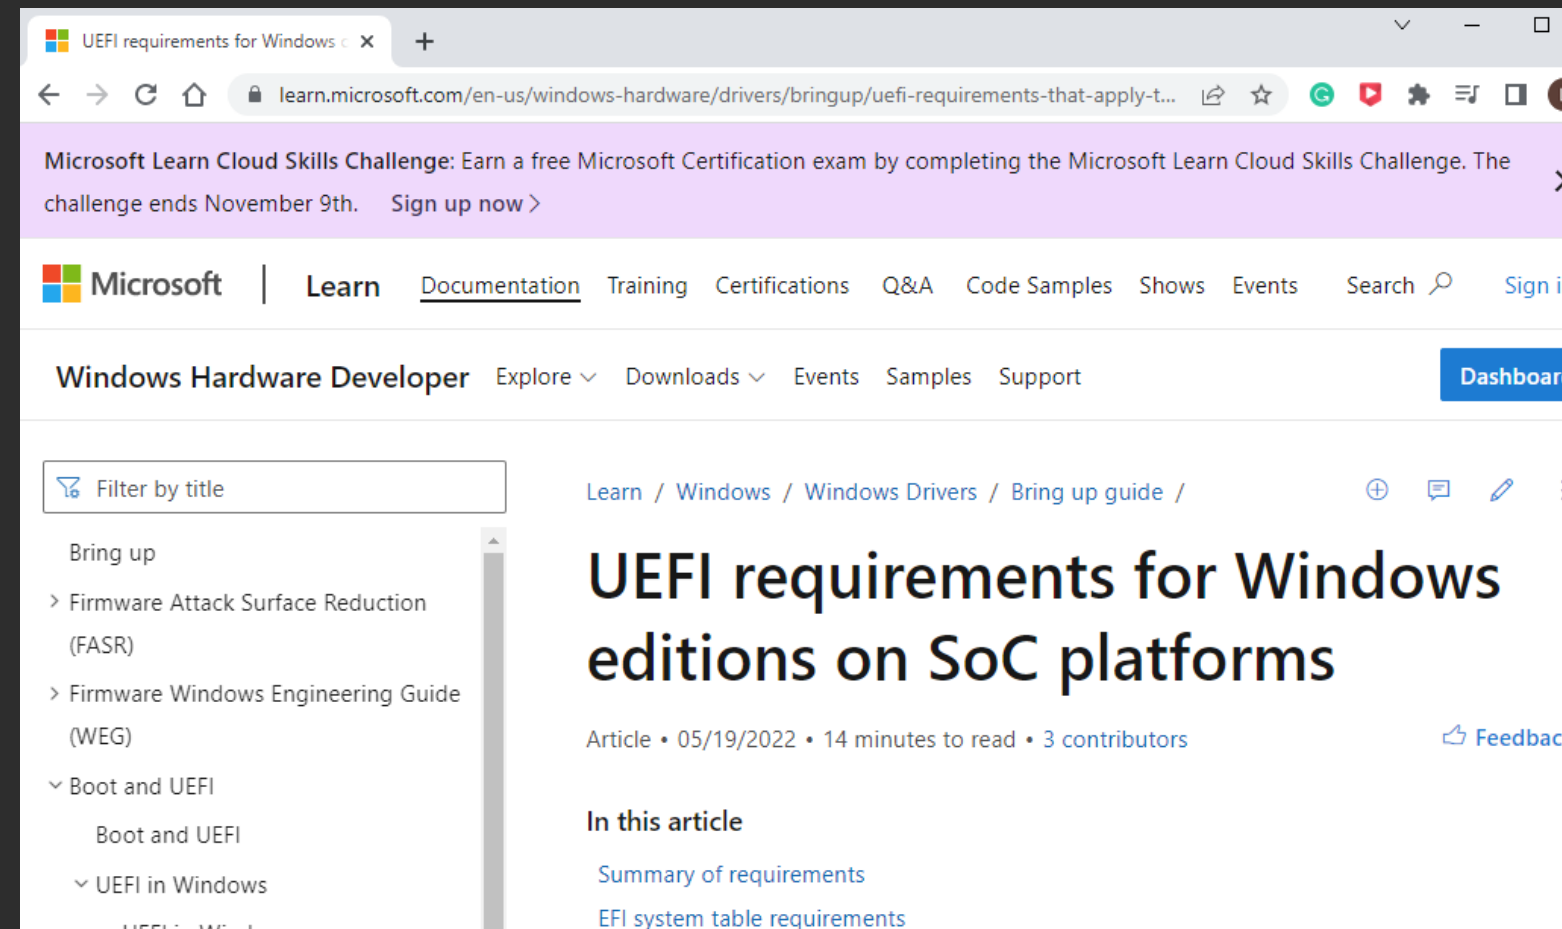 UEFI requirements for Windows
learn.microsoft.com/en-us/windows-hardware/drivers/bringup/uefi-requirements-that-apply-t...
Microsoft Learn Cloud Skills Challenge: Earn a free Microsoft Certification exam by completing the Microsoft Learn Cloud Skills Challenge. The
challenge ends November 9th. Sign up now
Microsoft Learn Documentation Training Certifications Q&A Code Samples Shows Events Search Sign i
Windows Hardware Developer Explore Downloads Events Samples Support Dashboar
Filter by title
Bring up
Firmware Attack Surface Reduction
(FASR)
Firmware Windows Engineering Guide
(WEG)
Boot and UEFI
Boot and UEFI
UEFI in Windows
Learn / Windows / Windows Drivers / Bring up guide /
UEFI requirements for Windows
editions on SoC platforms
Article • 05/19/2022 • 14 minutes to read • 3 contributors
Feedbac
In this article
Summary of requirements
EFI system table requirements